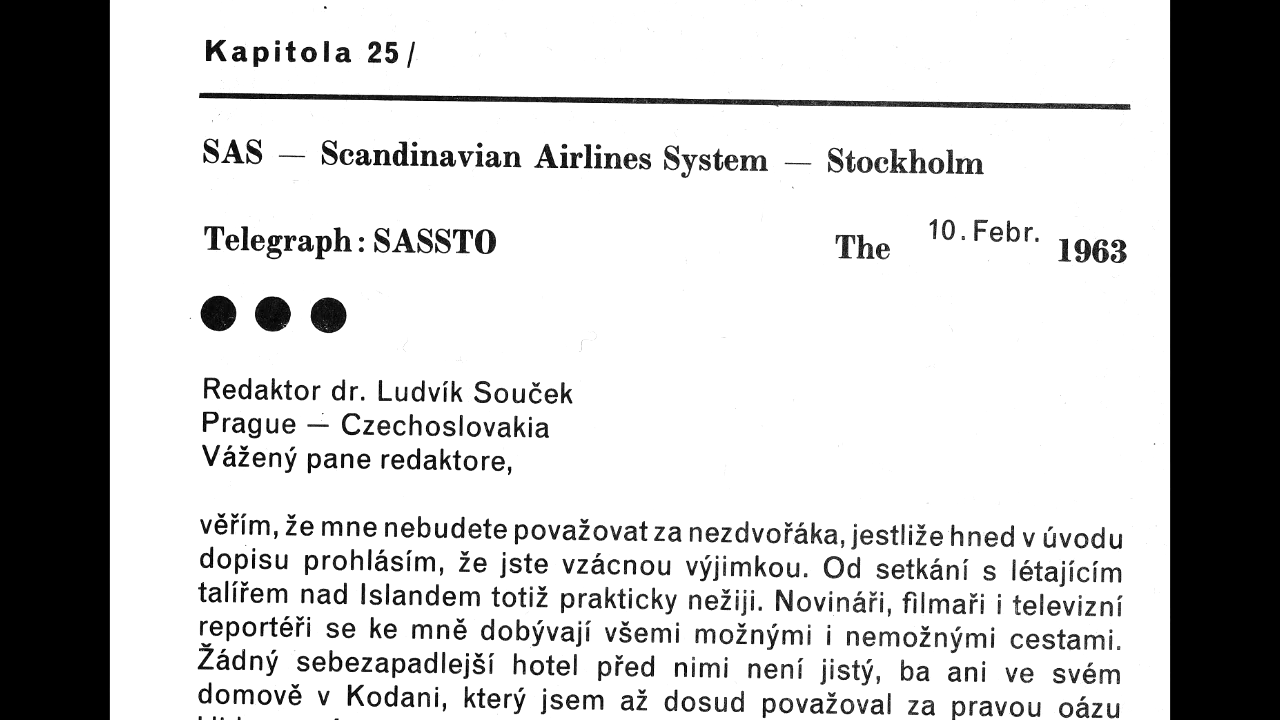 Kapitola 25/
SAS — Scandinavian Airlines System — Stockholm
Telegraph: SASSTO The 10. Febr. 1963
Redaktor dr. Ludvík Souček
Prague — Czechoslovakia
Vážený pane redaktore,
věřím, že mne nebudete považovat za nezdvořáka, jestliže hned v úvodu
dopisu prohlásím, že jste vzácnou výjimkou. Od setkání s létajícím
talířem nad Islandem totiž prakticky nežiji. Novináři, filmaři i televizní
reportéři se ke mně dobývají všemi možnými i nemožnými cestami.
Žádný sebezapadlejší hotel před nimi není jistý, ba ani ve svém
domově v Kodani, který jsem až dosud považoval za pravou oázu